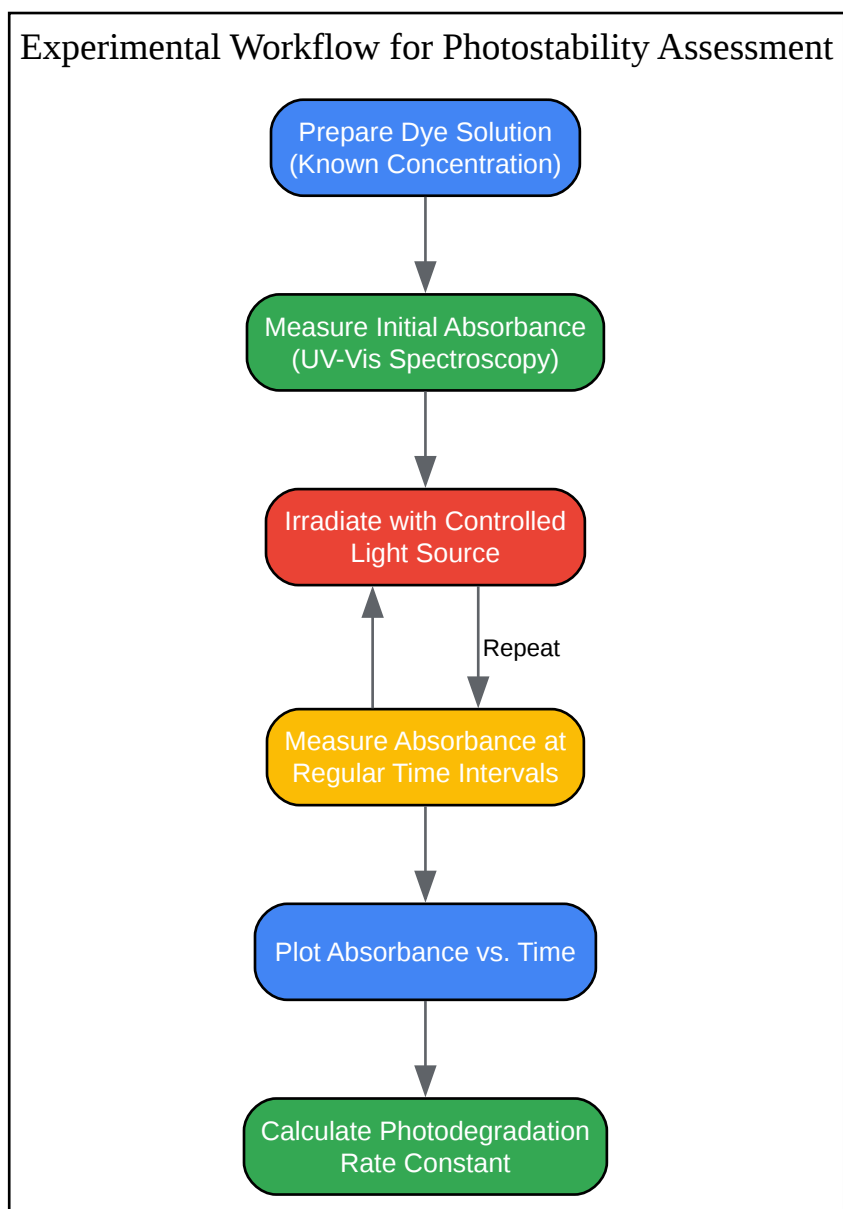 Experimental Workflow for Photostability Assessment
Prepare Dye Solution
(Known Concentration)
Measure Initial Absorbance
(UV-Vis Spectroscopy)
Irradiate with Controlled
Light Source
Repeat
Measure Absorbance at
Regular Time Intervals
Plot Absorbance vs. Time
Calculate Photodegradation
Rate Constant